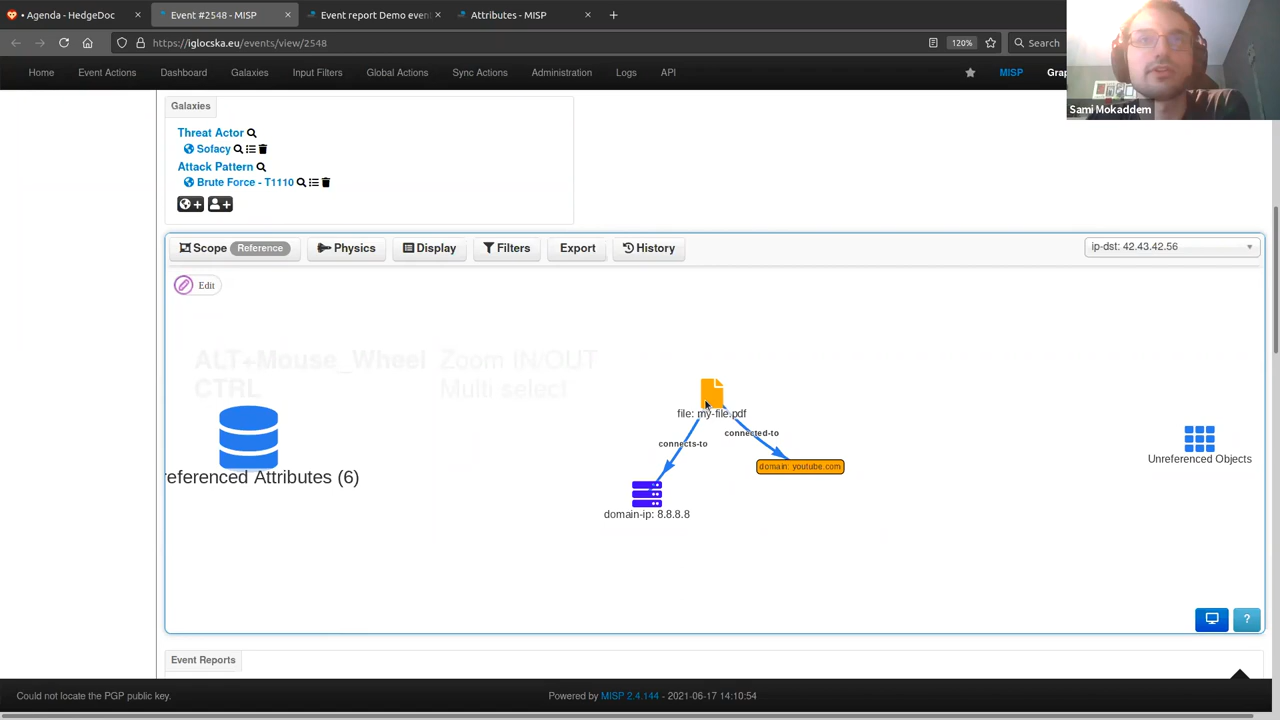 • Agenda - HedgeDoc
Event #2548 - MISP
Event report Demo event
Attributes - MISP
https://iglocska.eu/events/view/2548
120%
Search
Home
Event Actions
Dashboard
Galaxies
Input Filters
Global Actions
Sync Actions
Administration
Logs
API
MISP
Sami Mokaddem
Galaxies
Threat Actor
Sofacy
Attack Pattern
Brute Force - T1110
Scope Reference
Physics
Display
Filters
Export
History
ip-dst: 42.43.42.56
Edit
ALT+Mouse_Wheel Zoom IN/OUT
CTRL Multi select
file: my-file.pdf
connects-to
connected-to
domain: youtube.com
domain-ip: 8.8.8.8
eferenced Attributes (6)
Unreferenced Objects
?
Event Reports
Could not locate the PGP public key.
Powered by MISP 2.4.144 - 2021-06-17 14:10:54